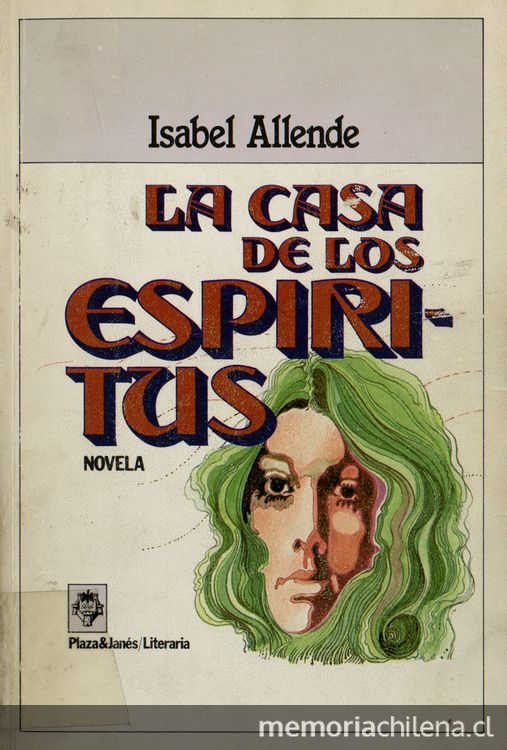 Isabel Allende
LA CASA
DE LOS
ESPIRI-
TUS
NOVELA
Plaza&Janés/Literaria
memoriachilena.cl